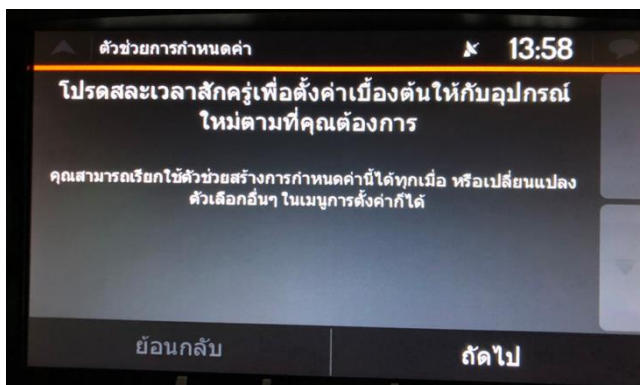 ตัวช่วยการกำหนดค่า
13:58
โปรดสละเวลาสักครู่เพื่อตั้งค่าเบื้องต้นให้กับอุปกรณ์
ใหม่ตามที่คุณต้องการ
คุณสามารถเรียกใช้ตัวช่วยสร้างการกำหนดค่านี้ได้ทุกเมื่อ หรือเปลี่ยนแปลง
ตัวเลือกอื่นๆ ในเมนูการตั้งค่าก็ได้
ย้อนกลับ
ถัดไป